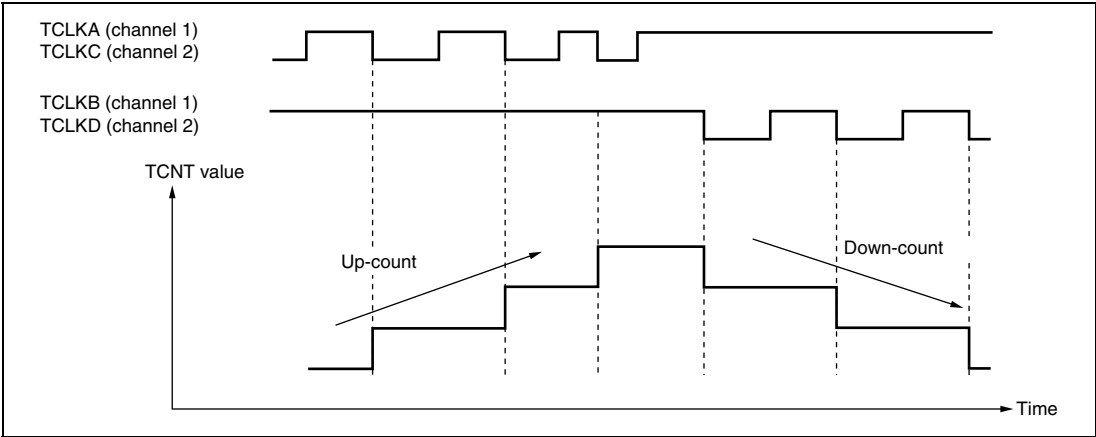 TCLKA (channel 1)
TCLKC (channel 2)
TCLKB (channel 1)
TCLKD (channel 2)
TCNT value
Up-count
Down-count
Time